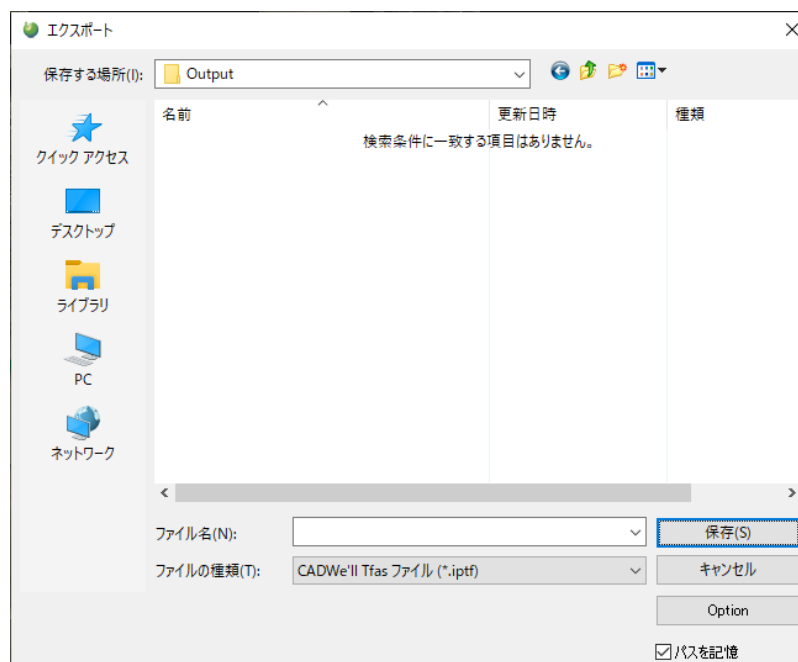 エクスポート
保存する場所(I): Output
名前 更新日時 種類
検索条件に一致する項目はありません。
クイック アクセス
デスクトップ
ライブラリ
PC
ネットワーク
ファイル名(N): 保存(S)
ファイルの種類(T): CADWe'll Tfas ファイル (*.iptf) キャンセル
Option
パスを記憶